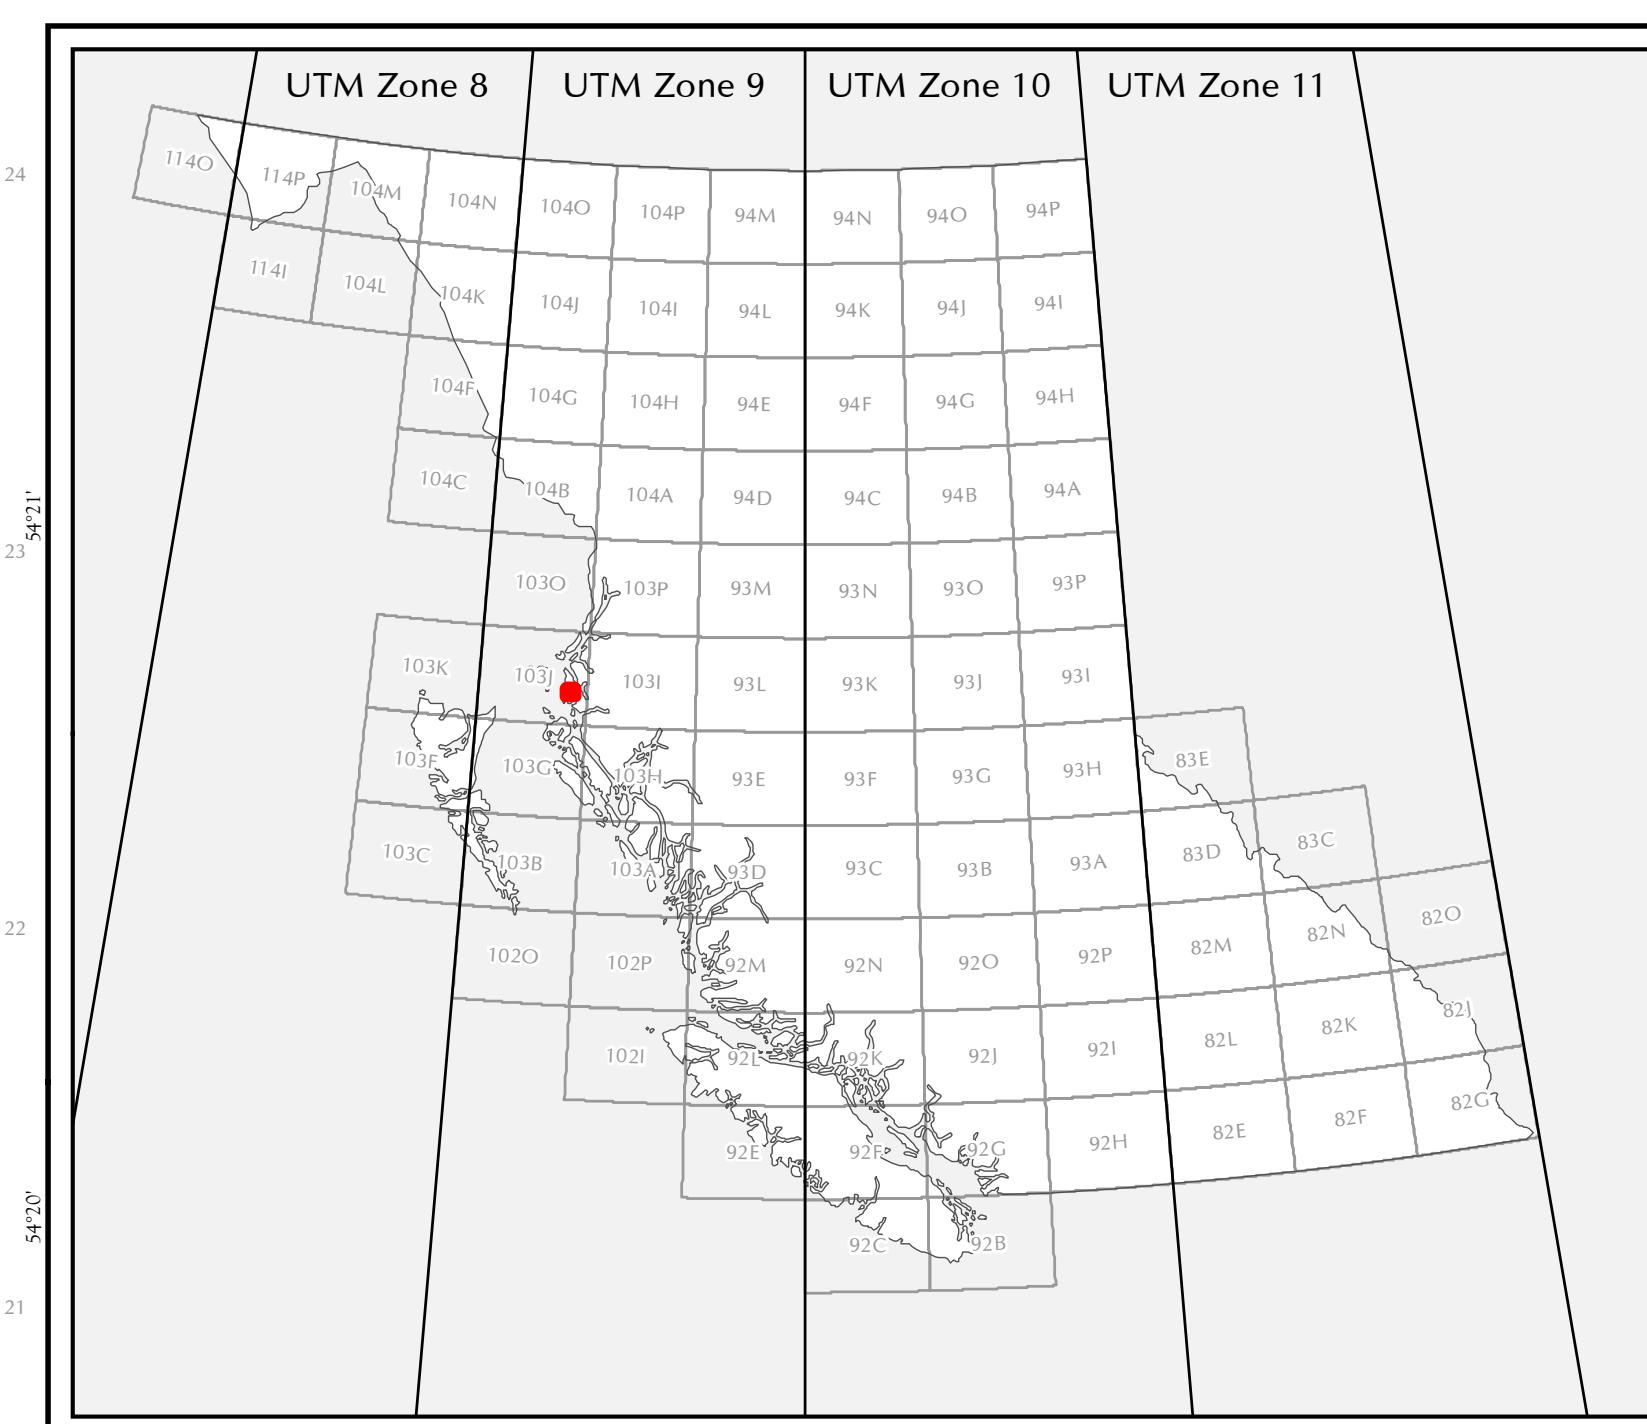 UTM Zone 8 UTM Zone 9 UTM Zone 10 UTM Zone 11
24
114O 114P 104M 104N 104O 104P 94M 94N 94O 94P
114I 104L 104K 104J 104I 94L 94K 94J 94I
104F 104G 104H 94E 94F 94G 94H
104C 104B 104A 94D 94C 94B 94A
54°21'
23
103O 103P 93M 93N 93O 93P
103K 103J 103I 93L 93K 93J 93I
103F 103G 103H 93E 93F 93G 93H 83E
103C 103B 103A 93D 93C 93B 93A 83D 83C
22
102O 102P 92M 92N 92O 92P 82M 82N 82O
102I 92L 92K 92J 92I 82L 82K 82J
92E 92F 92G 92H 82E 82F 82G
54°20'
92C 92B
21